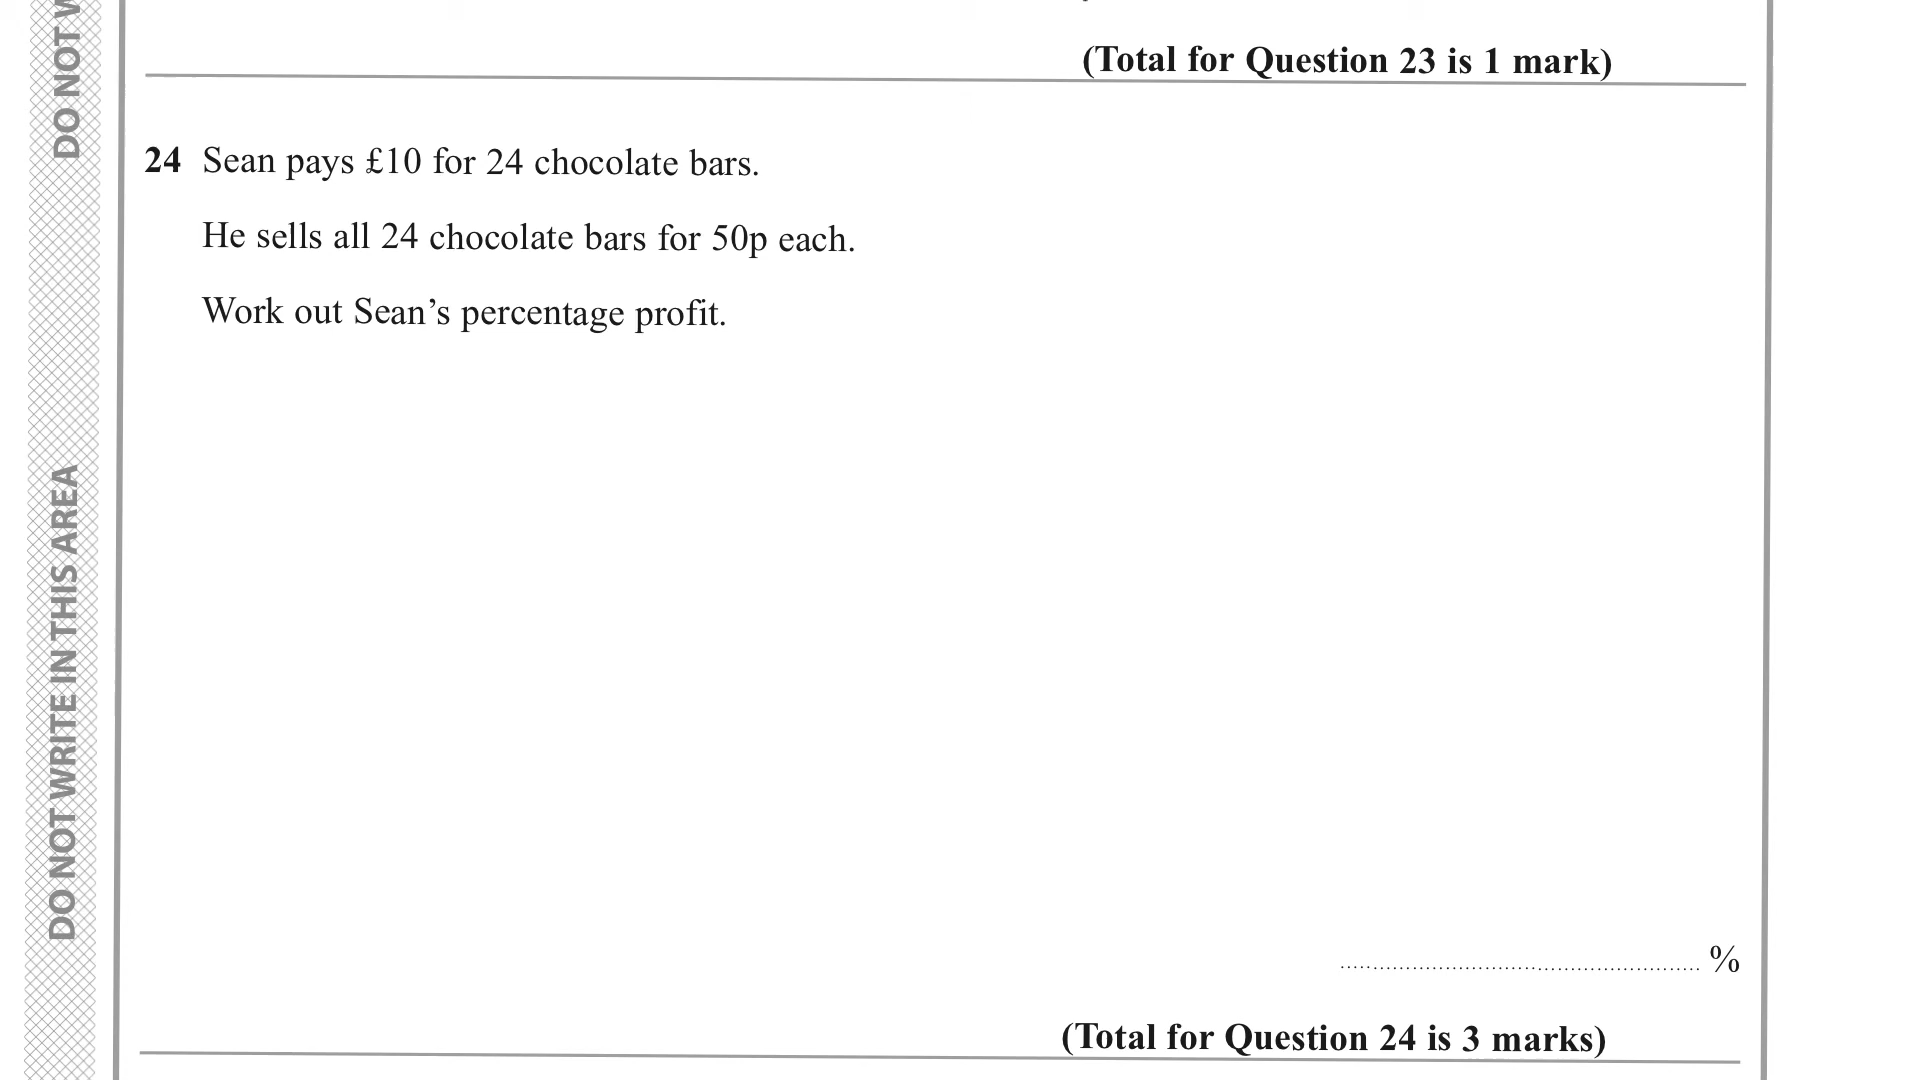 (Total for Question 23 is 1 mark)
24 Sean pays £10 for 24 chocolate bars.
He sells all 24 chocolate bars for 50p each.
Work out Sean’s percentage profit.
%
(Total for Question 24 is 3 marks)
DO NOT
DO NOT WRITE IN THIS AREA